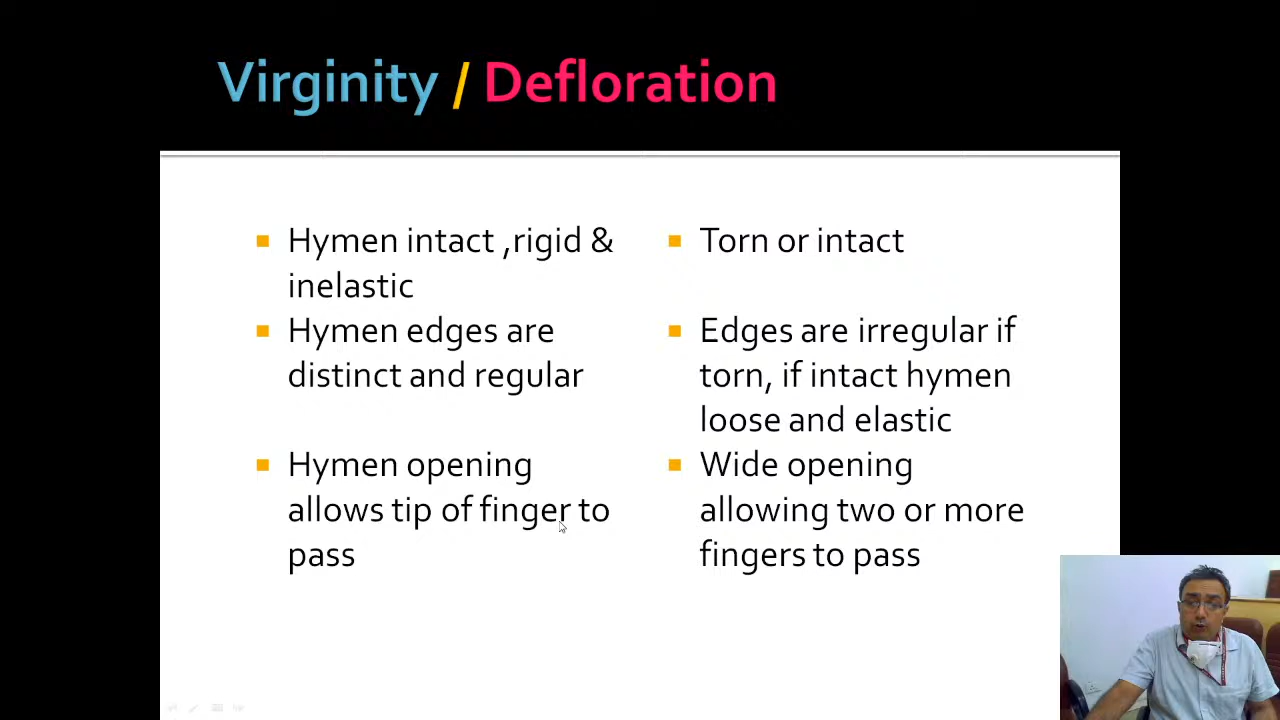 Virginity / Defloration
Hymen intact ,rigid &
inelastic
Hymen edges are
distinct and regular
Hymen opening
allows tip of finger to
pass
Torn or intact
Edges are irregular if
torn, if intact hymen
loose and elastic
Wide opening
allowing two or more
fingers to pass